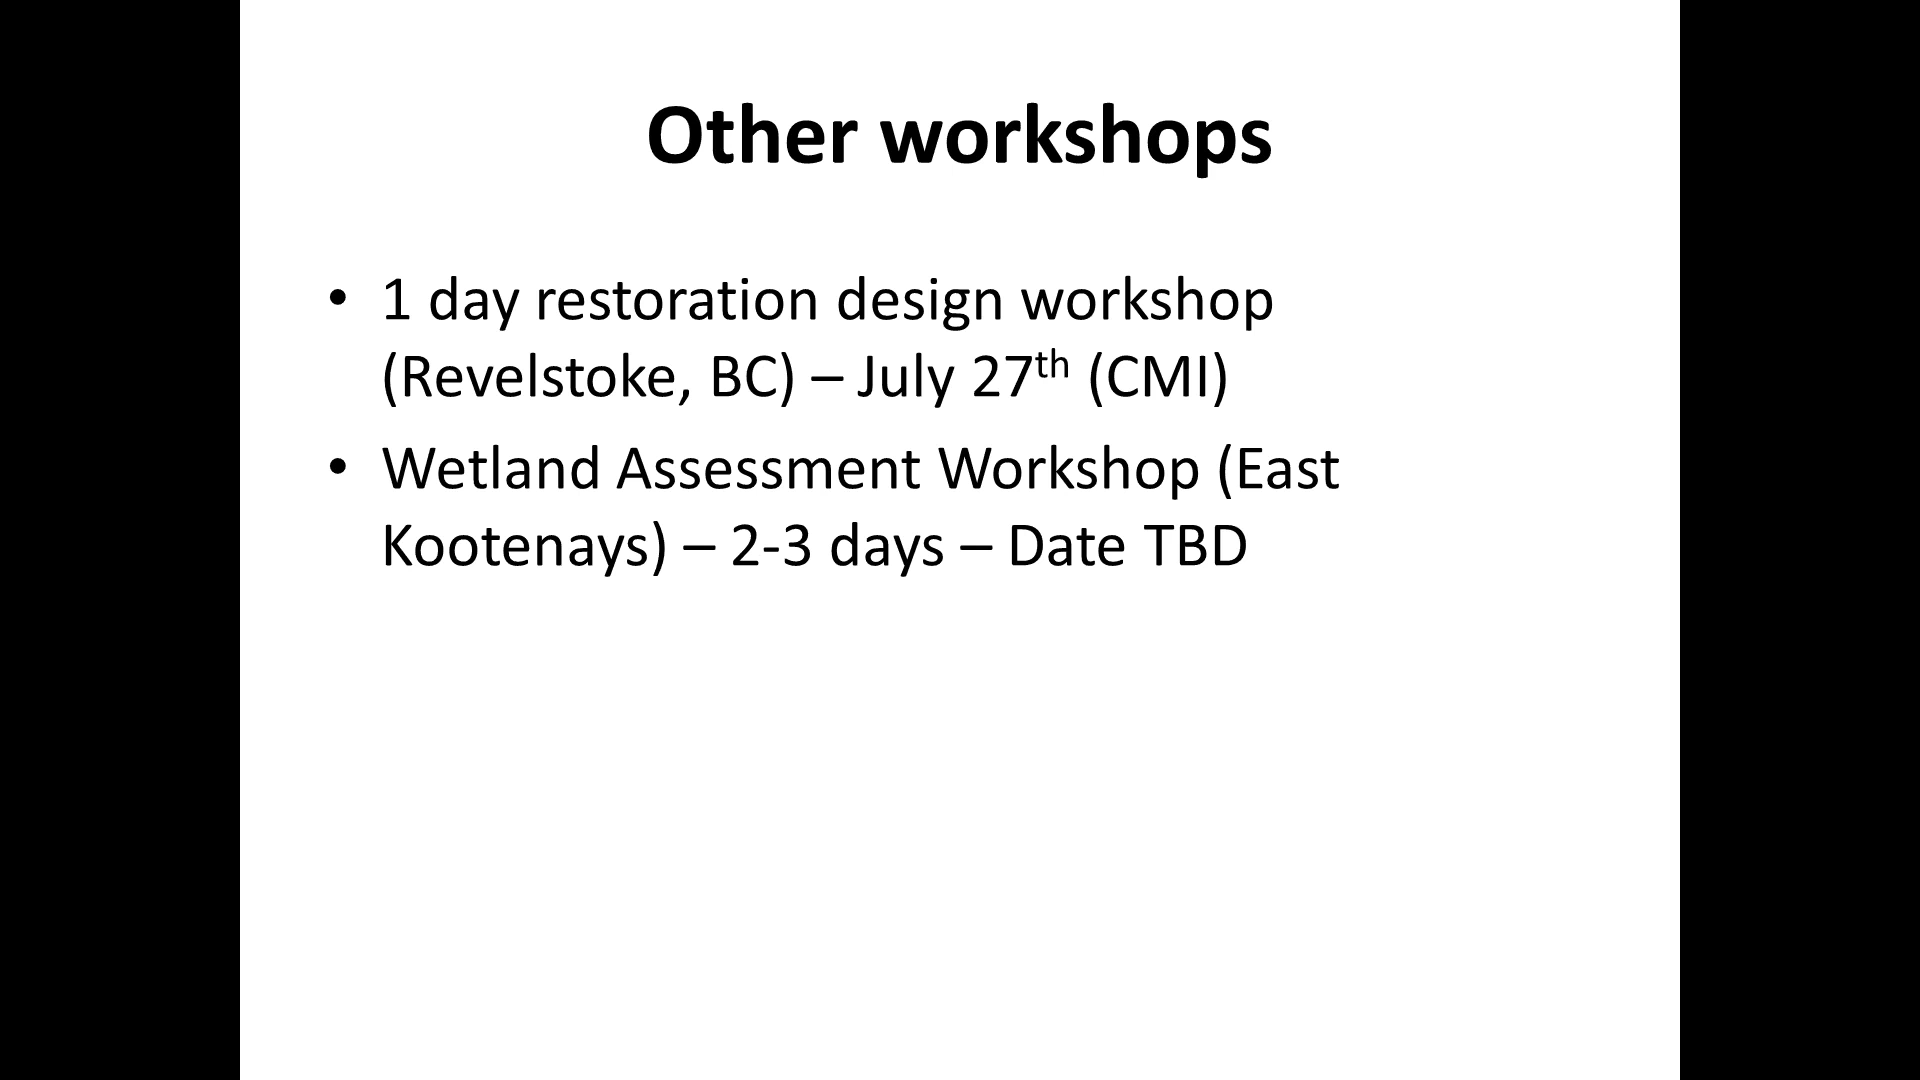 Other workshops
• 1 day restoration design workshop
(Revelstoke, BC) – July 27th (CMI)
• Wetland Assessment Workshop (East
Kootenays) – 2-3 days – Date TBD